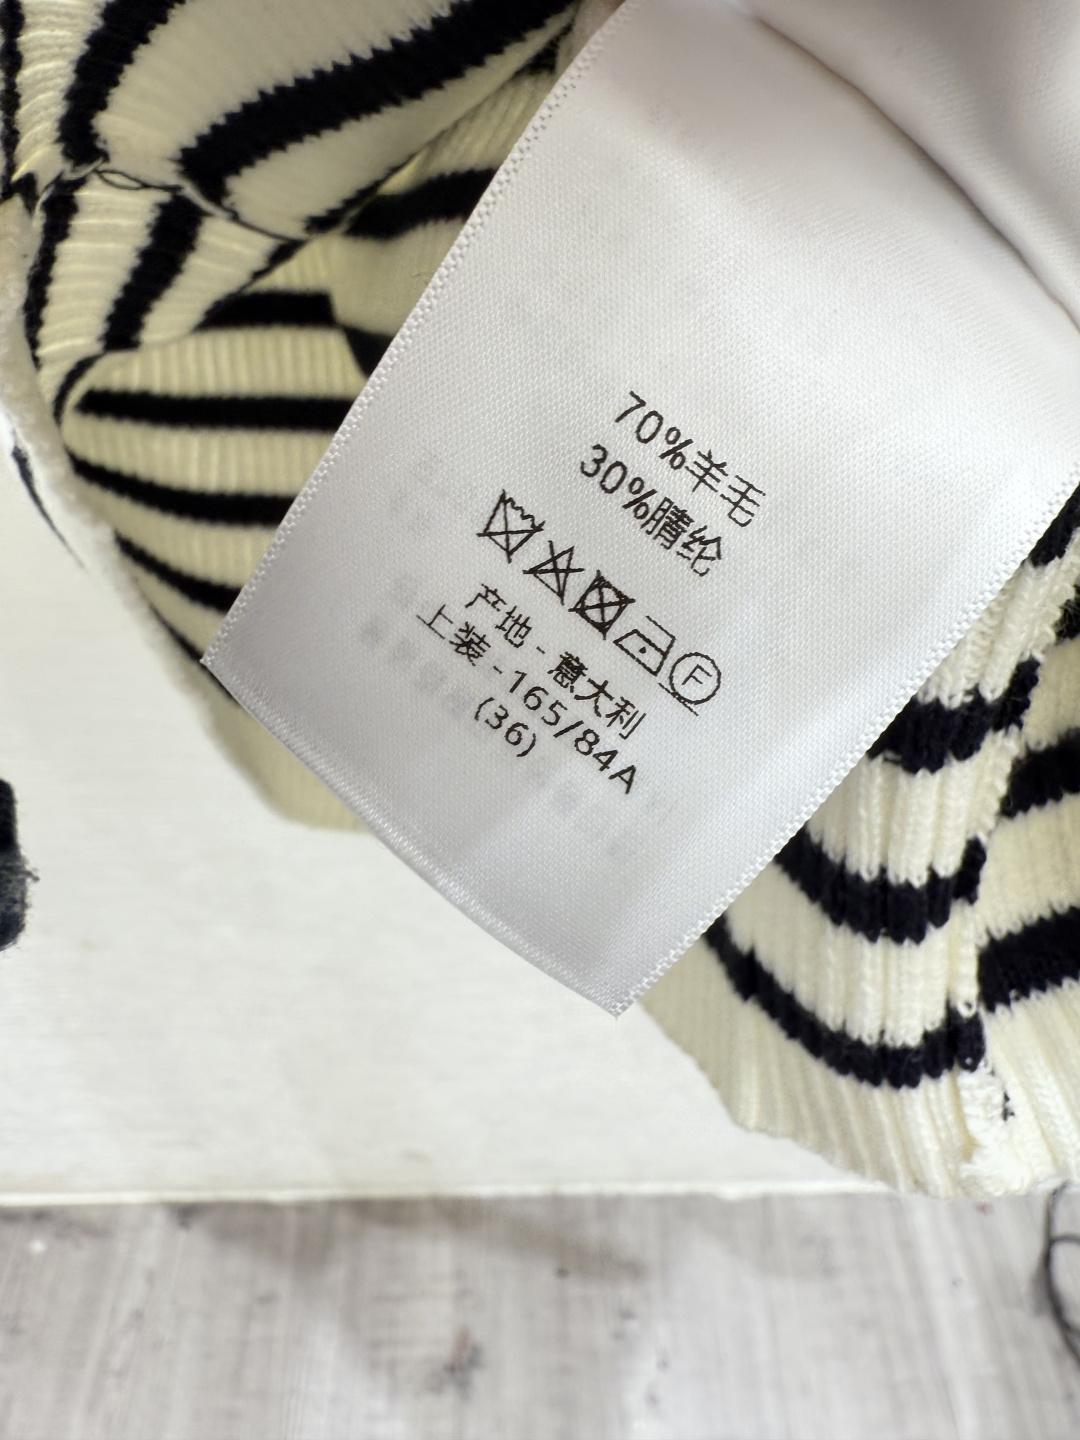 70%羊毛
30%腈纶
F
产地-意大利
上装-165/84A
(36)